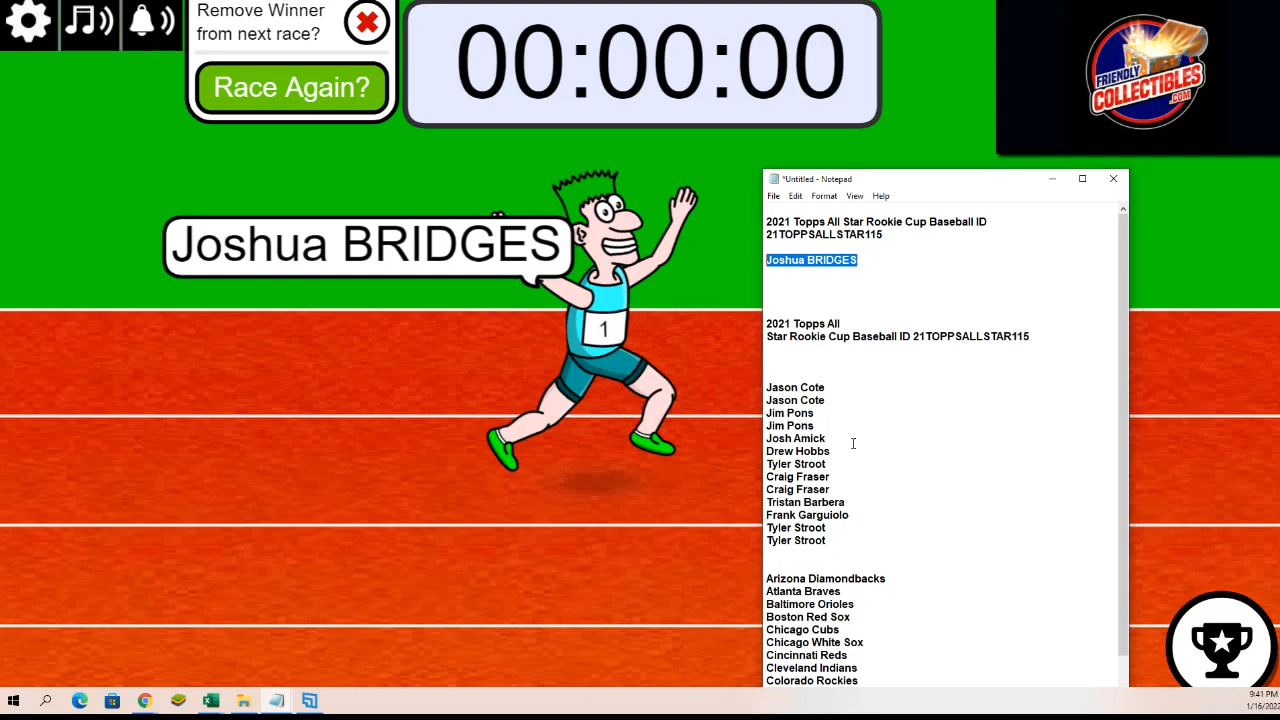 Remove Winner
from next race?
Race Again?
00:00:00
FRIENDLY
COLLECTIBLES
.COM
Joshua BRIDGES
1
*Untitled - Notepad
File Edit Format View Help
2021 Topps All Star Rookie Cup Baseball ID
21TOPPSALLSTAR115
Joshua BRIDGES
2021 Topps All
Star Rookie Cup Baseball ID 21TOPPSALLSTAR115
Jason Cote
Jason Cote
Jim Pons
Jim Pons
Josh Amick
Drew Hobbs
Tyler Stroot
Craig Fraser
Craig Fraser
Tristan Barbera
Frank Garguiolo
Tyler Stroot
Tyler Stroot
Arizona Diamondbacks
Atlanta Braves
Baltimore Orioles
Boston Red Sox
Chicago Cubs
Chicago White Sox
Cincinnati Reds
Cleveland Indians
Colorado Rockies
9:41 PM
1/16/2022